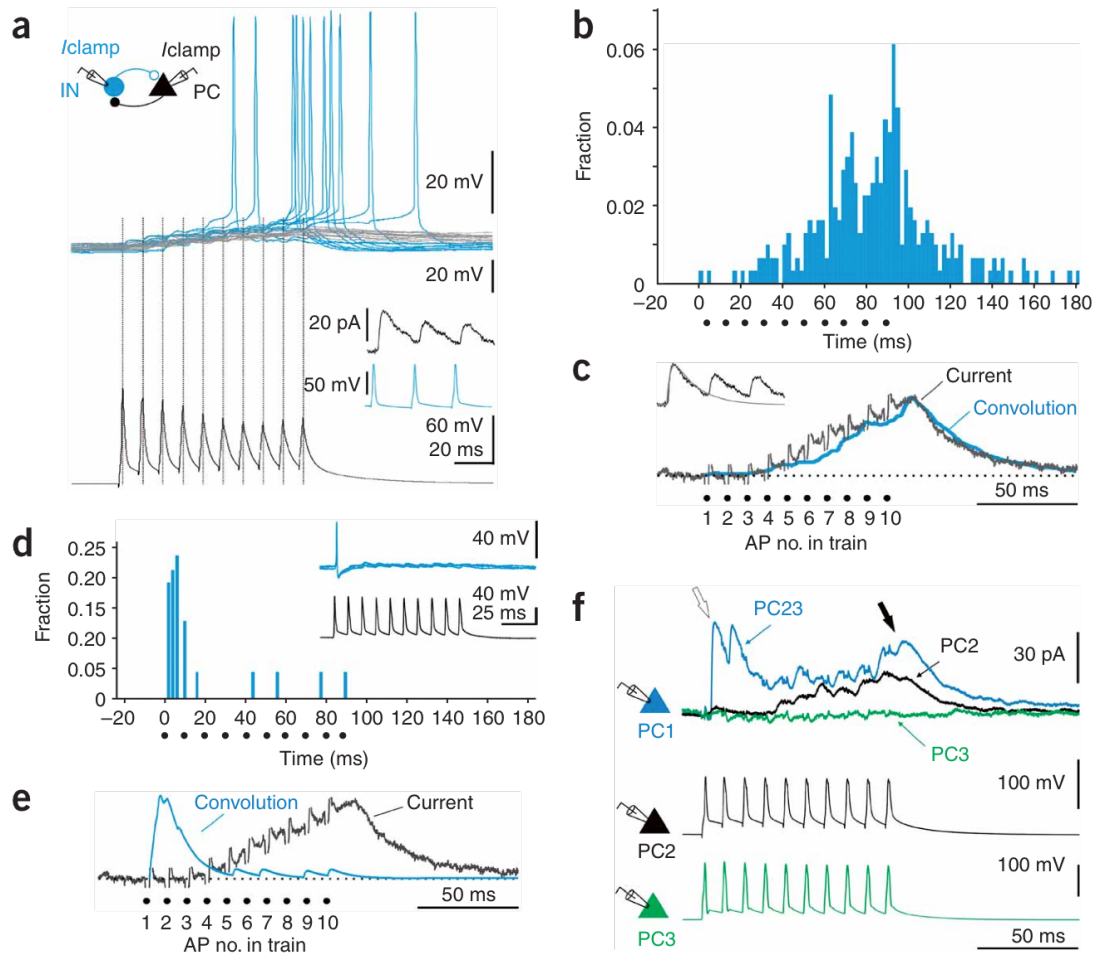 a
Iclamp
Iclamp
IN
PC
20 mV
20 mV
20 pA
50 mV
60 mV
20 ms
b
Fraction
0.06
0.04
0.02
0
–20 0 20 40 60 80 100 120 140 160 180
Time (ms)
c
Current
Convolution
50 ms
1 2 3 4 5 6 7 8 9 10
AP no. in train
d
Fraction
0.25
0.20
0.15
0.20
0.05
0
–20 0 20 40 60 80 100 120 140 160 180
Time (ms)
40 mV
40 mV
25 ms
e
Convolution
Current
50 ms
1 2 3 4 5 6 7 8 9 10
AP no. in train
f
PC23
PC2
30 pA
PC1
PC3
100 mV
PC2
100 mV
PC3
50 ms